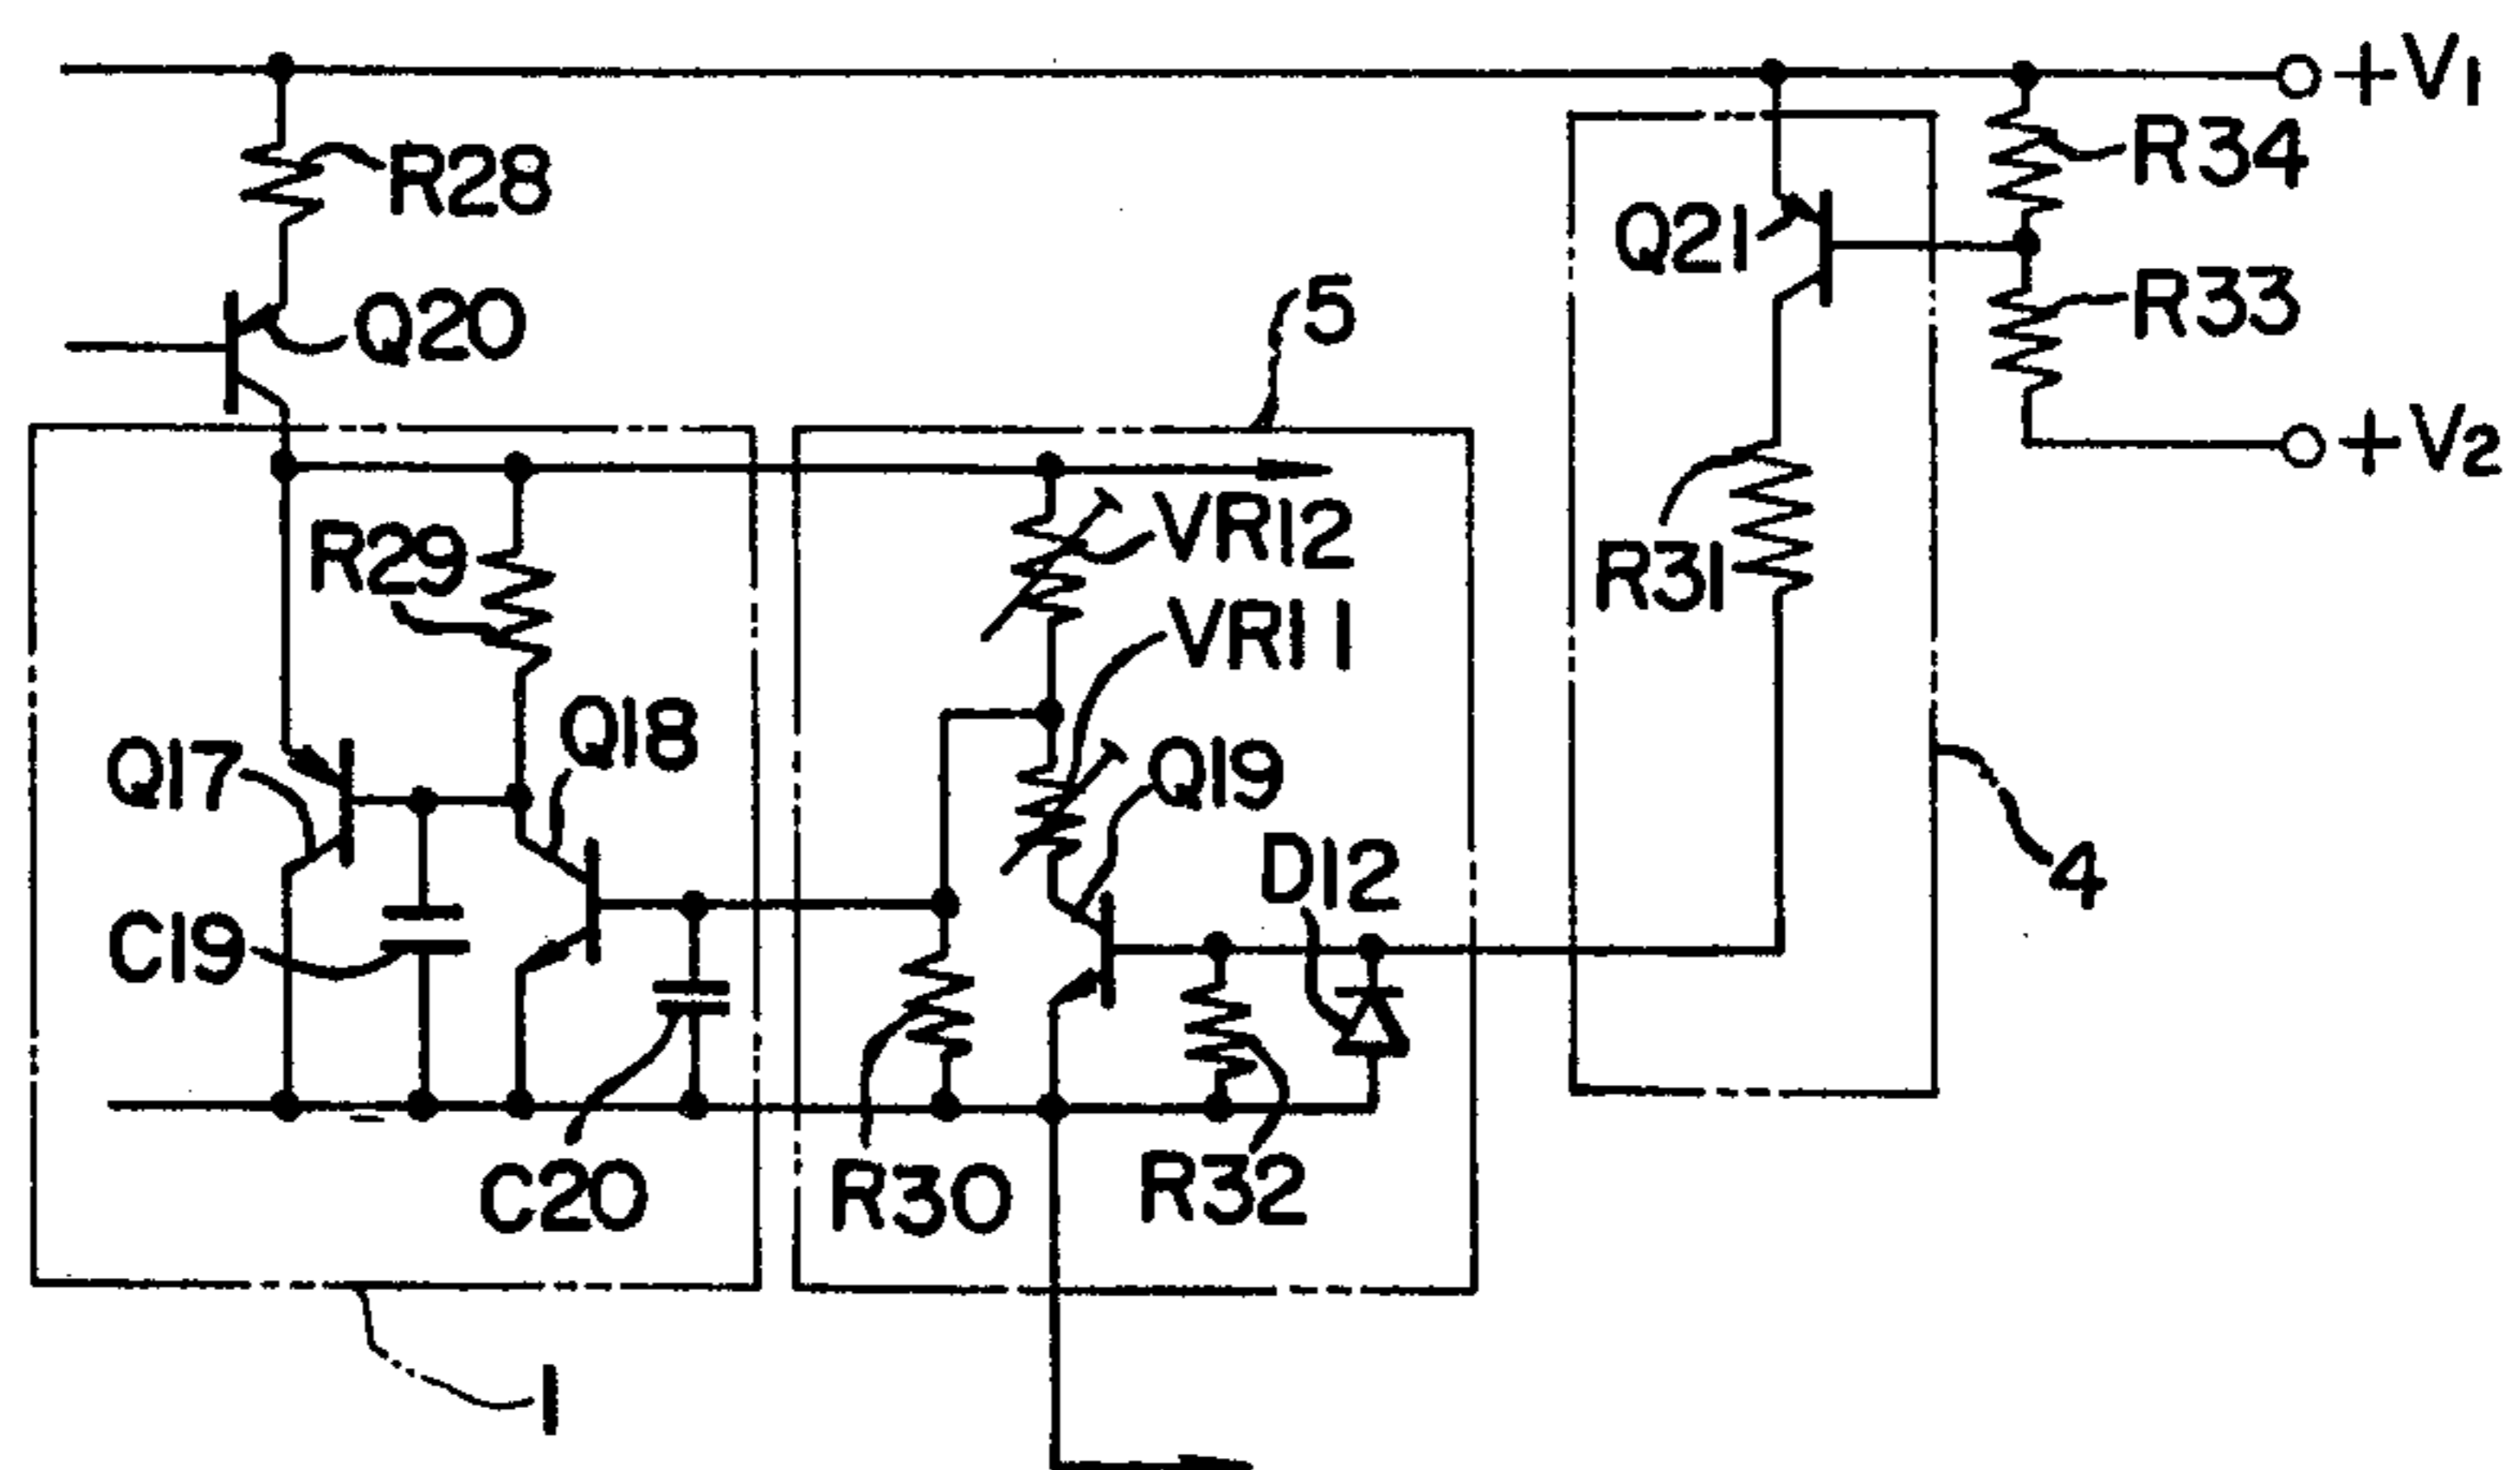 +V1
R28
R34
Q21
Q20
5
R33
+V2
VR12
R29
R31
VR11
Q18
Q17
Q19
D12
4
C19
C20
R30
R32
1